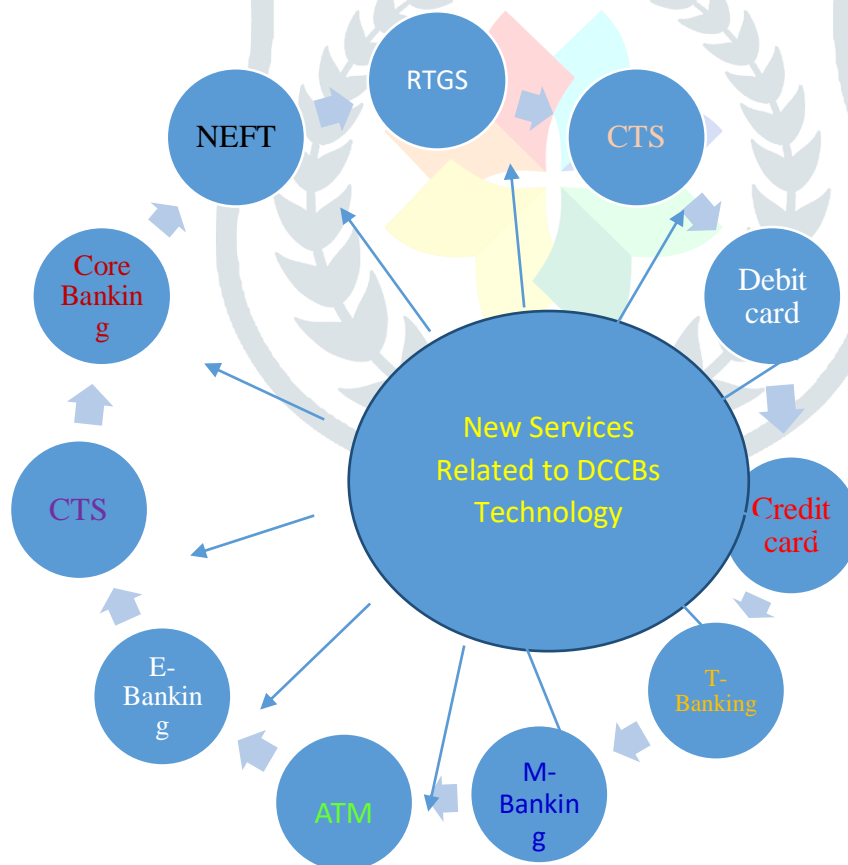 RTGS
NEFT
CTS
Core
Bankin
g
Debit
card
New Services
Related to DCCBs
Technology
CTS
Credit
card
E-
Bankin
g
T-
Banking
M-
Bankin
g
ATM